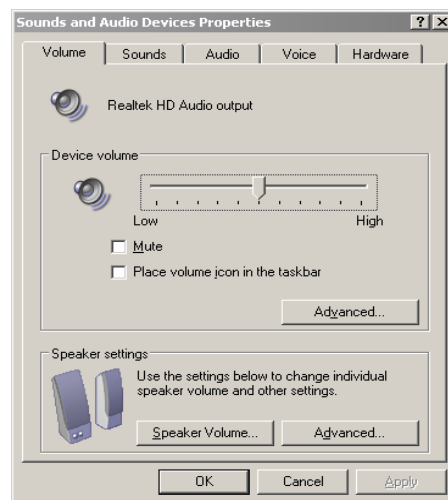 Sounds and Audio Devices Properties
Volume Sounds Audio Voice Hardware
Realtek HD Audio output
Device volume
Low High
Mute
Place volume icon in the taskbar
Advanced...
Speaker settings
Use the settings below to change individual
speaker volume and other settings.
Speaker Volume... Advanced...
OK Cancel Apply